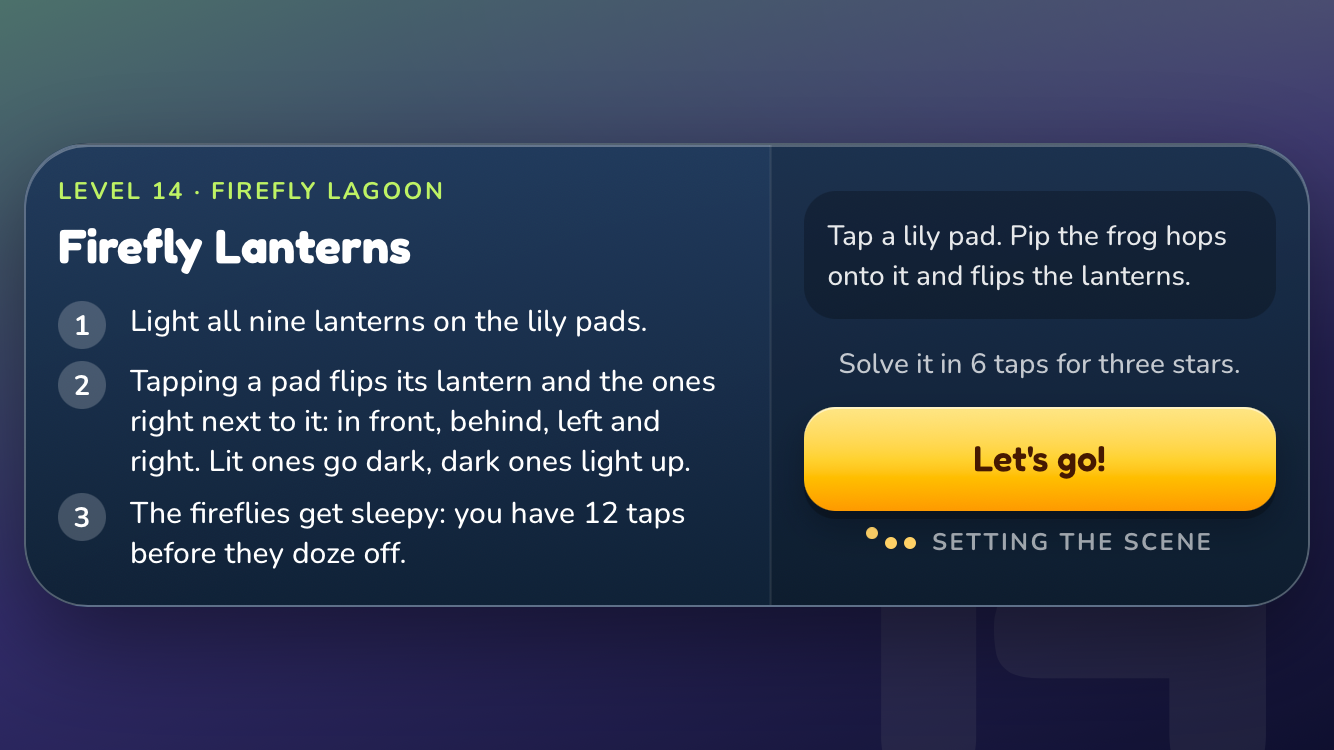 LEVEL 14 · FIREFLY LAGOON
Firefly Lanterns
1 Light all nine lanterns on the lily pads.
2 Tapping a pad flips its lantern and the ones
right next to it: in front, behind, left and
right. Lit ones go dark, dark ones light up.
3 The fireflies get sleepy: you have 12 taps
before they doze off.
Tap a lily pad. Pip the frog hops
onto it and flips the lanterns.
Solve it in 6 taps for three stars.
Let's go!
SETTING THE SCENE